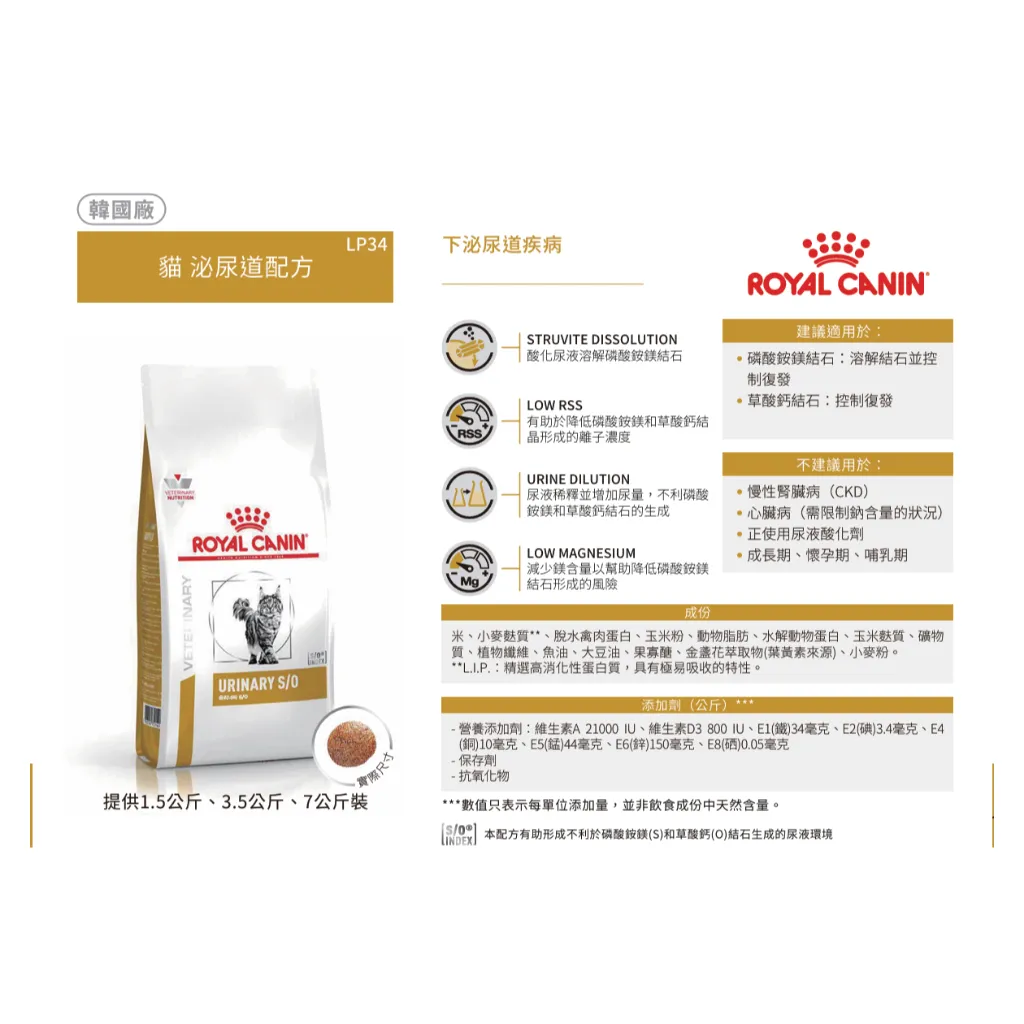 韓國廠
LP34
貓 泌尿道配方
VETERINARY
NUTRITION
ROYAL CANIN
VETERINARY
S/O
INDEX
URINARY S/O
實際尺寸
提供1.5公斤、3.5公斤、7公斤裝
下泌尿道疾病
ROYAL CANIN
STRUVITE DISSOLUTION
酸化尿液溶解磷酸銨鎂結石
RSS
LOW RSS
有助於降低磷酸銨鎂和草酸鈣結
晶形成的離子濃度
URINE DILUTION
尿液稀釋並增加尿量，不利磷酸
銨鎂和草酸鈣結石的生成
Mg
LOW MAGNESIUM
減少鎂含量以幫助降低磷酸銨鎂
結石形成的風險
建議適用於：
• 磷酸銨鎂結石：溶解結石並控
制復發
• 草酸鈣結石：控制復發
不建議用於：
• 慢性腎臟病（CKD）
• 心臟病（需限制鈉含量的狀況）
• 正使用尿液酸化劑
• 成長期、懷孕期、哺乳期
成份
米、小麥麩質**、脫水禽肉蛋白、玉米粉、動物脂肪、水解動物蛋白、玉米麩質、礦物
質、植物纖維、魚油、大豆油、果寡醣、金盞花萃取物(葉黃素來源)、小麥粉。
**L.I.P.：精選高消化性蛋白質，具有極易吸收的特性。
添加劑（公斤）***
- 營養添加劑：維生素A 21000 IU、維生素D3 800 IU、E1(鐵)34毫克、E2(碘)3.4毫克、E4
(銅)10毫克、E5(錳)44毫克、E6(鋅)150毫克、E8(硒)0.05毫克
- 保存劑
- 抗氧化物
***數值只表示每單位添加量，並非飲食成份中天然含量。
S/O®
INDEX
本配方有助形成不利於磷酸銨鎂(S)和草酸鈣(O)結石生成的尿液環境